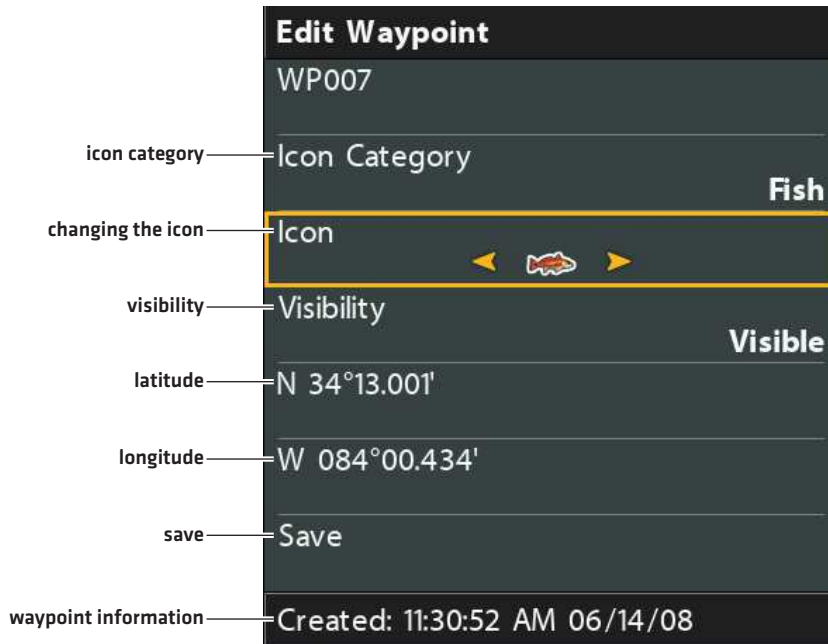 Edit Waypoint
WP007
icon category
Icon Category
Fish
changing the icon
Icon
visibility
Visibility
Visible
latitude
N 34°13.001'
longitude
W 084°00.434'
save
Save
waypoint information
Created: 11:30:52 AM 06/14/08